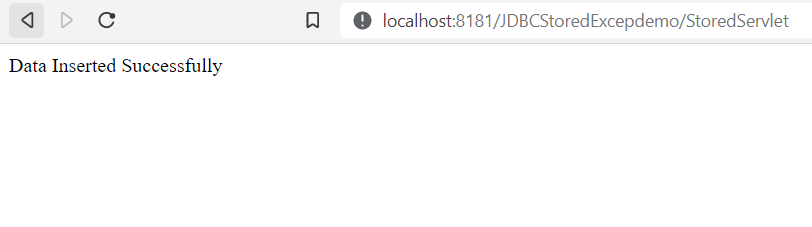 localhost:8181/JDBCStoredExcepdemo/StoredServlet
Data Inserted Successfully